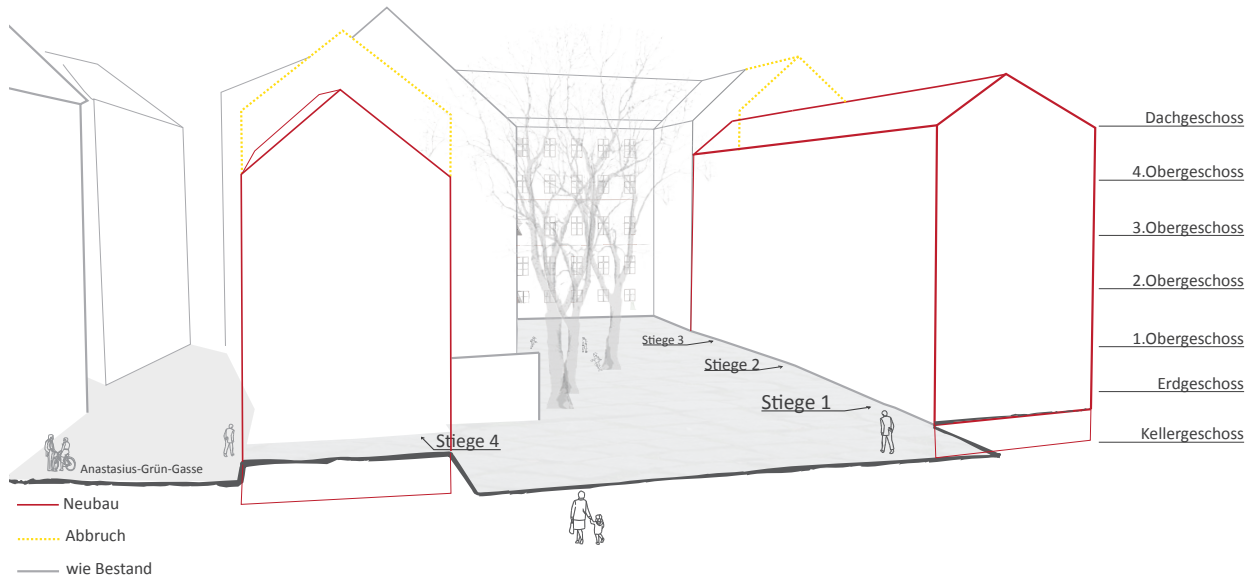 Dachgeschoss
4.Obergeschoss
3.Obergeschoss
2.Obergeschoss
1.Obergeschoss
Erdgeschoss
Kellergeschoss
Stiege 3
Stiege 2
Stiege 1
Stiege 4
Anastasius-Grün-Gasse
Neubau
Abbruch
wie Bestand